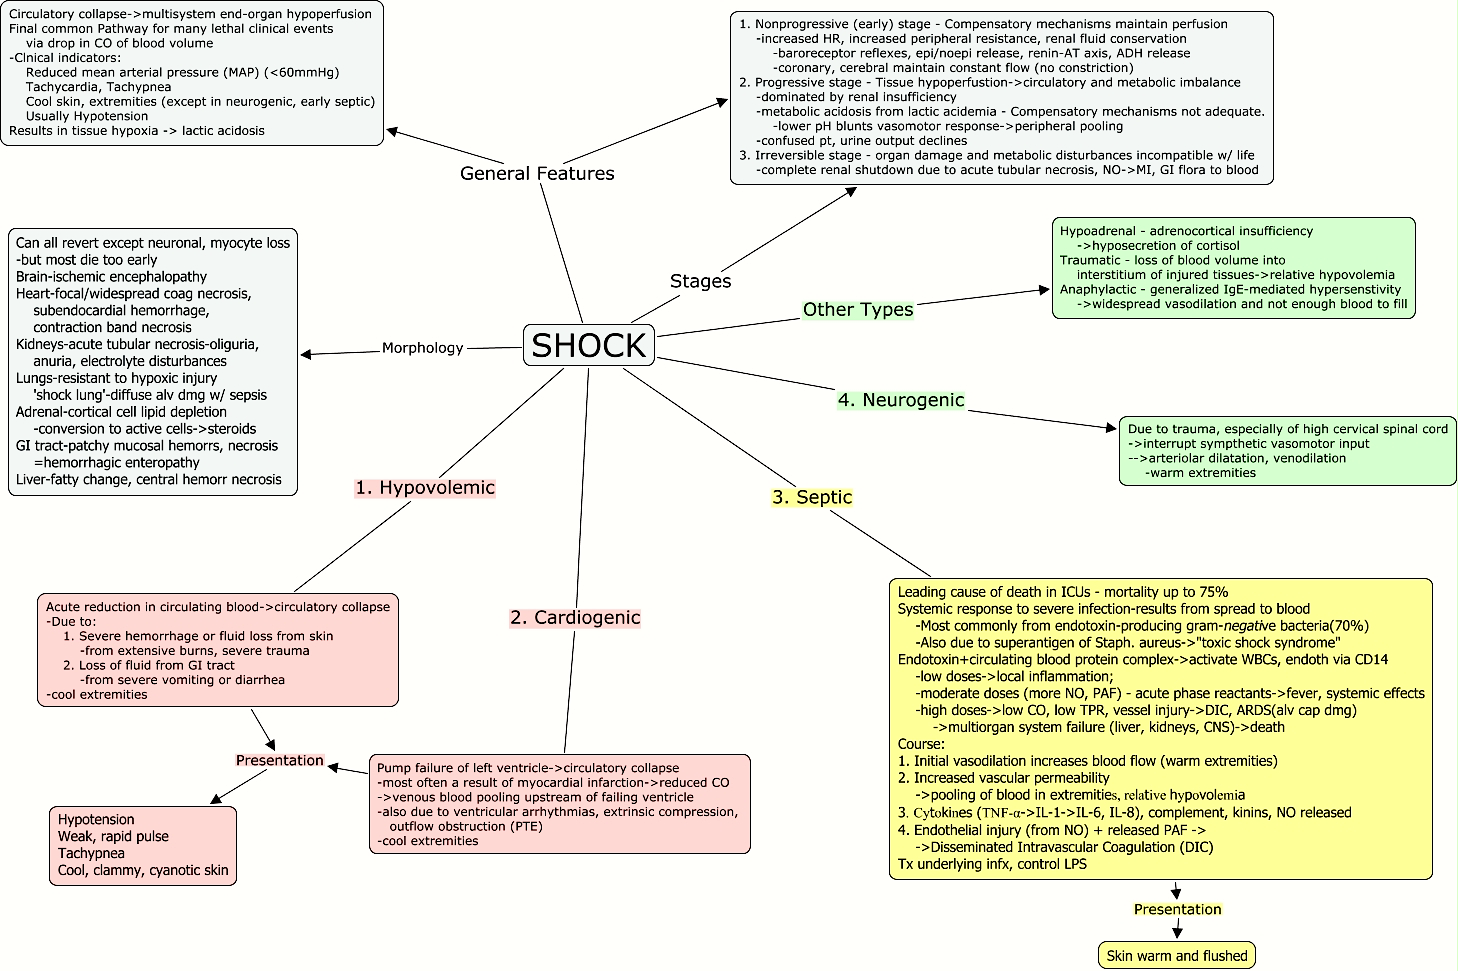 Circulatory collapse->multisystem end-organ hypoperfusion
Final common Pathway for many lethal clinical events
via drop in CO of blood volume
-Clnical indicators:
Reduced mean arterial pressure (MAP) (<60mmHg)
Tachycardia, Tachypnea
Cool skin, extremities (except in neurogenic, early septic)
Usually Hypotension
Results in tissue hypoxia -> lactic acidosis
1. Nonprogressive (early) stage - Compensatory mechanisms maintain perfusion
-increased HR, increased peripheral resistance, renal fluid conservation
-baroreceptor reflexes, epi/noepi release, renin-AT axis, ADH release
-coronary, cerebral maintain constant flow (no constriction)
2. Progressive stage - Tissue hypoperfustion->circulatory and metabolic imbalance
-dominated by renal insufficiency
-metabolic acidosis from lactic acidemia - Compensatory mechanisms not adequate.
-lower pH blunts vasomotor response->peripheral pooling
-confused pt, urine output declines
3. Irreversible stage - organ damage and metabolic disturbances incompatible w/ life
-complete renal shutdown due to acute tubular necrosis, NO->MI, GI flora to blood
General Features
Stages
Can all revert except neuronal, myocyte loss
-but most die too early
Brain-ischemic encephalopathy
Heart-focal/widespread coag necrosis,
subendocardial hemorrhage,
contraction band necrosis
Kidneys-acute tubular necrosis-oliguria,
anuria, electrolyte disturbances
Lungs-resistant to hypoxic injury
'shock lung'-diffuse alv dmg w/ sepsis
Adrenal-cortical cell lipid depletion
-conversion to active cells->steroids
GI tract-patchy mucosal hemorrs, necrosis
=hemorrhagic enteropathy
Liver-fatty change, central hemorr necrosis
Morphology
SHOCK
Other Types
Hypoadrenal - adrenocortical insufficiency
->hyposecretion of cortisol
Traumatic - loss of blood volume into
interstitium of injured tissues->relative hypovolemia
Anaphylactic - generalized IgE-mediated hypersenstivity
->widespread vasodilation and not enough blood to fill
4. Neurogenic
Due to trauma, especially of high cervical spinal cord
->interrupt sympthetic vasomotor input
-->arteriolar dilatation, venodilation
-warm extremities
1. Hypovolemic
Acute reduction in circulating blood->circulatory collapse
-Due to:
1. Severe hemorrhage or fluid loss from skin
-from extensive burns, severe trauma
2. Loss of fluid from GI tract
-from severe vomiting or diarrhea
-cool extremities
2. Cardiogenic
Pump failure of left ventricle->circulatory collapse
-most often a result of myocardial infarction->reduced CO
->venous blood pooling upstream of failing ventricle
-also due to ventricular arrhythmias, extrinsic compression,
outflow obstruction (PTE)
-cool extremities
Presentation
Hypotension
Weak, rapid pulse
Tachypnea
Cool, clammy, cyanotic skin
3. Septic
Leading cause of death in ICUs - mortality up to 75%
Systemic response to severe infection-results from spread to blood
-Most commonly from endotoxin-producing gram-negative bacteria(70%)
-Also due to superantigen of Staph. aureus->"toxic shock syndrome"
Endotoxin+circulating blood protein complex->activate WBCs, endoth via CD14
-low doses->local inflammation;
-moderate doses (more NO, PAF) - acute phase reactants->fever, systemic effects
-high doses->low CO, low TPR, vessel injury->DIC, ARDS(alv cap dmg)
->multiorgan system failure (liver, kidneys, CNS)->death
Course:
1. Initial vasodilation increases blood flow (warm extremities)
2. Increased vascular permeability
->pooling of blood in extremities, relative hypovolemia
3. Cytokines (TNF-α->IL-1->IL-6, IL-8), complement, kinins, NO released
4. Endothelial injury (from NO) + released PAF ->
->Disseminated Intravascular Coagulation (DIC)
Tx underlying infx, control LPS
Presentation
Skin warm and flushed